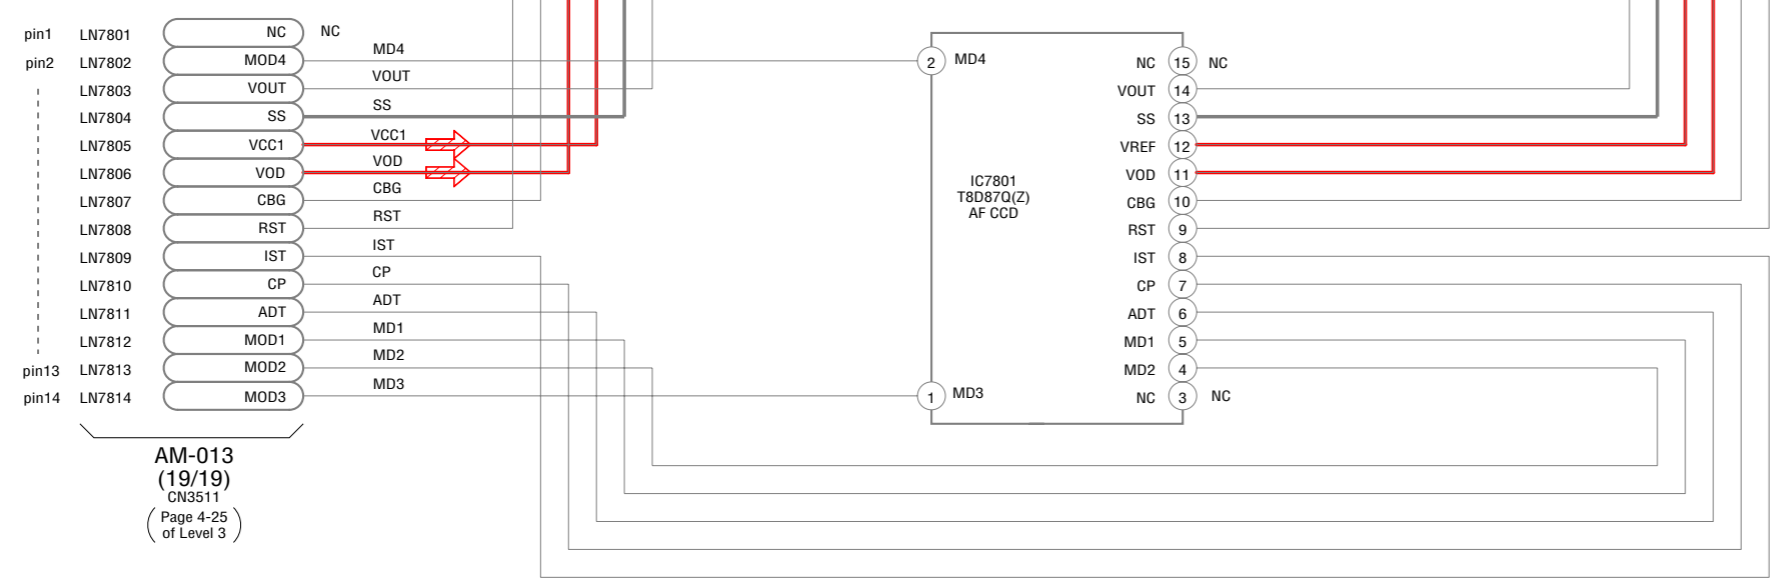 pin1 LN7801 NC NC
pin2 LN7802 MOD4 MD4
LN7803 VOUT VOUT
LN7804 SS SS
LN7805 VCC1 VCC1
LN7806 VOD VOD
LN7807 CBG CBG
LN7808 RST RST
LN7809 IST IST
LN7810 CP CP
LN7811 ADT ADT
LN7812 MOD1 MD1
pin13 LN7813 MOD2 MD2
pin14 LN7814 MOD3 MD3
AM-013
(19/19)
CN3511
(Page 4-25
of Level 3)
2 MD4
1 MD3
IC7801
T8D87Q(Z)
AF CCD
NC 15 NC
VOUT 14
SS 13
VREF 12
VOD 11
CBG 10
RST 9
IST 8
CP 7
ADT 6
MD1 5
MD2 4
NC 3 NC